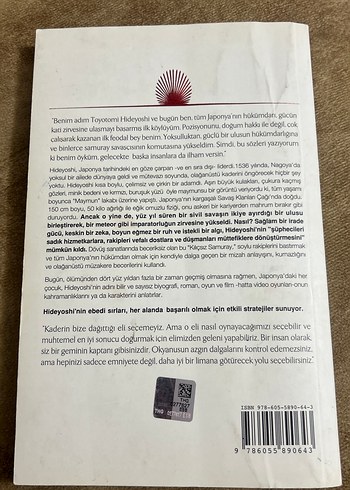 "Benim adım Toyotomi Hideyoshi ve bugün ben, tüm Japonya'nın hükümdarı, gücün
kati zirvesine ulaşmayı başarmış ilk köylüyüm. Pozisyonunu, doğum hakkı ile değil, çok
çalışarak kazanan ilk feodal bey benim. Yoksulluktan, güçlü bir ulusun hükümdarlığına
ve binlerce samuray savaşçısının komutasına yükseldim. Şimdi, bu sözleri yazıyorum
ki benim öyküm, gelecekte başka insanlara da ilham versin."
Hideyoshi, Japonya tarihindeki en göze çarpan -ve en sıra dışı- liderdi. 1536 yılında, Nagoya'da
yoksul bir ailede dünyaya geldi ve mütevazı soyunda, olağanüstü kaderini öngörecek hiçbir şey
yoktu. Hideyoshi kısa boylu, çelimsiz ve çirkin bir adamdı. Aşırı büyük kulakları, çukura kaçmış
gözleri, minik bedeni ve kırmızı, buruşuk yüzü öyle maymunsu bir görüntü veriyordu ki, tüm yaşamı
boyunca "Maymun" lakabı üzerine yapıştı. Japonya'nın kargaşalı Savaş Kanlıları Çağı'nda doğdu;
150 cm boyu, 50 kilo ağırlığı ile eğik omuzlu fiziği, onu askeri bir kariyerden mahrum bırakır gibi
duruyordu. Ancak o yine de, yüz yıl süren bir sivil savaşın ikiye ayırdığı bir ulusu
birleştirerek, bir meteor gibi imparatorluğun zirvesine yükseldi. Nasıl? Sağlam bir irade
gücü, keskin bir zeka, boyun eğmez bir ruh ve istekli bir algı, Hideyoshi'nin "şüphecileri
sadık hizmetkarlara, rakipleri vefalı dostlara ve düşmanları müttefiklere dönüştürmesini"
mümkün kıldı. Dövüş sanatlarında beceriksiz olan bu "Kılıçsız Samuray," soylu rakiplerini bastırmak
ve tüm Japonya'nın hükümdarı olmak için kendiyle dalga geçen bir mizah anlayışını, kurnazlığını
ve olağanüstü müzakere becerilerini kullandı.
Bugün, ölümünden dört yüz yıldan fazla bir zaman geçmiş olmasına rağmen, Japonya'daki her
çocuk, Hideyoshi'nin adını bilir ve sayısız biyografi, roman, oyun ve film -hatta video oyunları- onun
kahramanlıklarını ya da karakterini anlatırlar.
Hideyoshi'nin ebedi sırları, her alanda başarılı olmak için etkili stratejiler sunuyor.
"Kaderin bize dağıttığı eli seçemeyiz. Ama o eli nasıl oynayacağımızı seçebilir ve
muhtemel en iyi sonucu doğurmak için elimizden geleni yapabiliriz. Bir insan olarak,
siz bir geminin kaptanı gibisinizdir. Okyanusun azgın dalgalarını kontrol edemezsiniz,
ama hepinizi sadece emniyete değil, daha iyi bir limana götürecek yolu seçebilirsiniz."
ISBN 978-605-5890-64-3
9 786055 890643